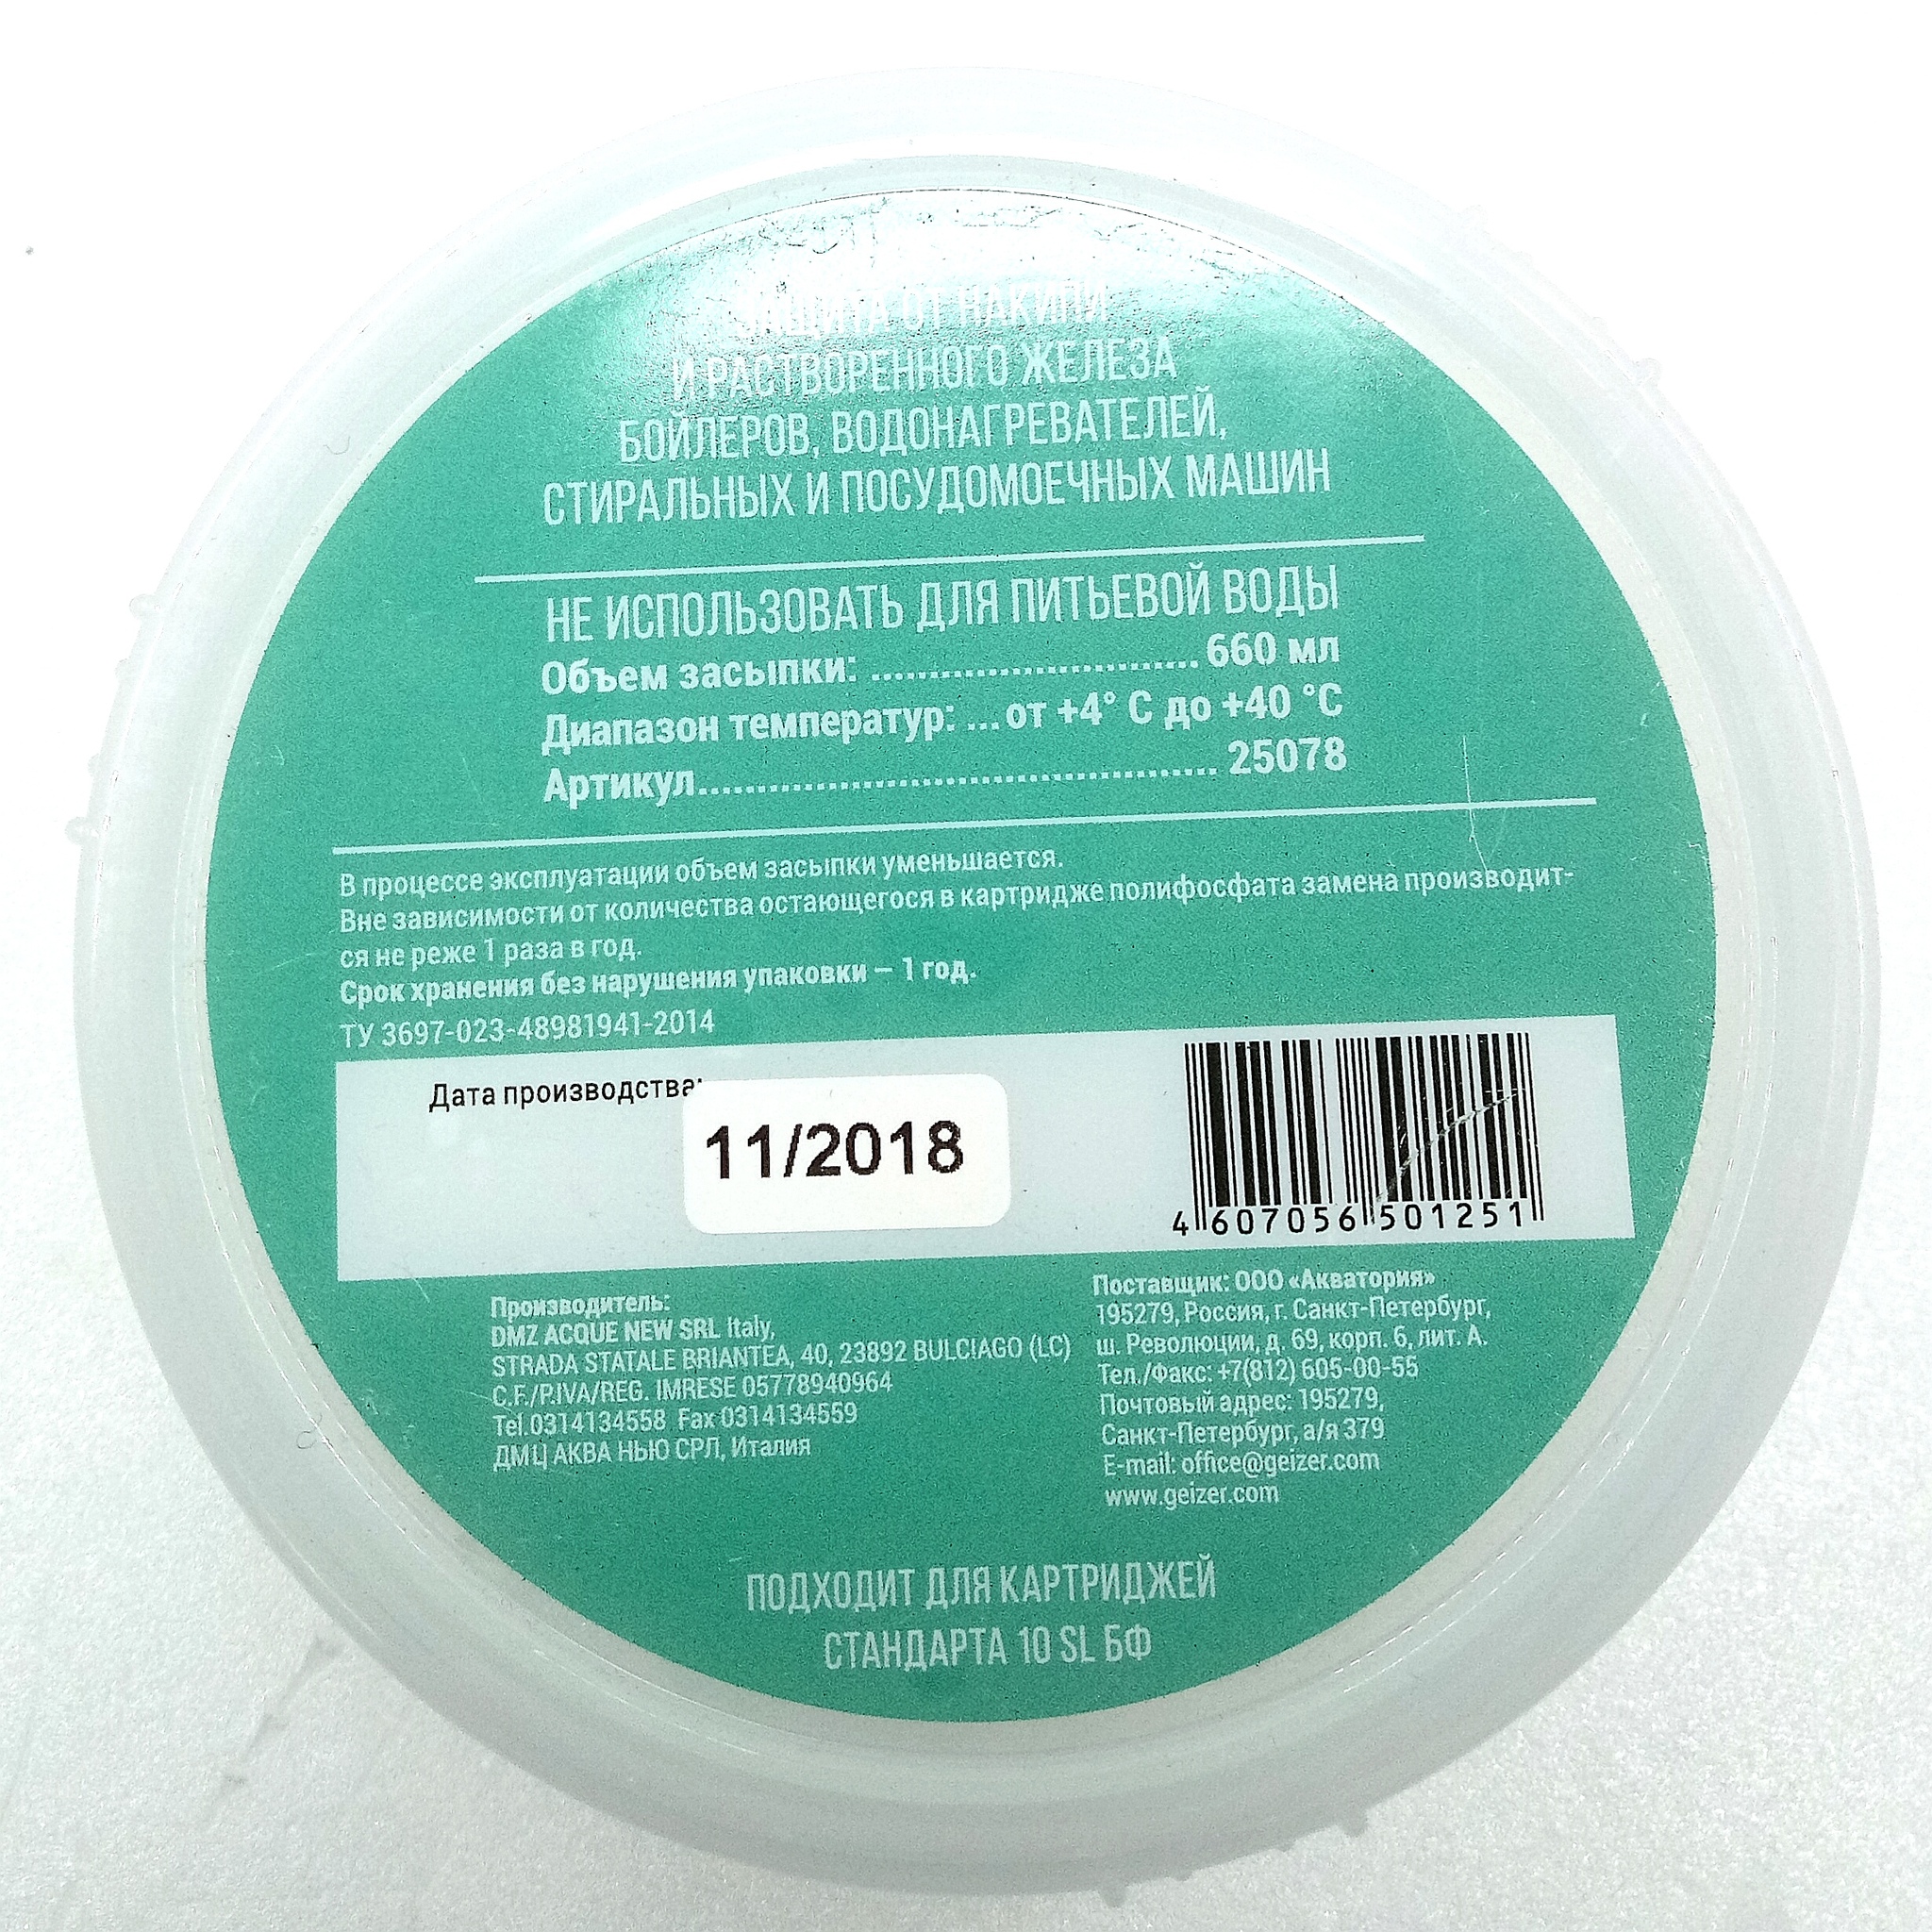 ЗАЩИТА ОТ НАКИПИ
И РАСТВОРЕННОГО ЖЕЛЕЗА
БОЙЛЕРОВ, ВОДОНАГРЕВАТЕЛЕЙ,
СТИРАЛЬНЫХ И ПОСУДОМОЕЧНЫХ МАШИН
НЕ ИСПОЛЬЗОВАТЬ ДЛЯ ПИТЬЕВОЙ ВОДЫ
Объем засыпки: ............................ 660 мл
Диапазон температур: ...от +4° С до +40 °С
Артикул............................................. 25078
В процессе эксплуатации объем засыпки уменьшается.
Вне зависимости от количества остающегося в картридже полифосфата замена производит-
ся не реже 1 раза в год.
Срок хранения без нарушения упаковки — 1 год.
ТУ 3697-023-48981941-2014
Дата производства:
11/2018
4 607056 501251
Производитель:
DMZ ACQUE NEW SRL Italy,
STRADA STATALE BRIANTEA, 40, 23892 BULCIAGO (LC)
C.F./P.IVA/REG. IMRESE 05778940964
Tel.0314134558 Fax 0314134559
ДМЦ АКВА НЬЮ СРЛ, Италия
Поставщик: ООО «Акватория»
195279, Россия, г. Санкт-Петербург,
ш. Революции, д. 69, корп. 6, лит. А.
Тел./Факс: +7(812) 605-00-55
Почтовый адрес: 195279,
Санкт-Петербург, а/я 379
E-mail: office@geizer.com
www.geizer.com
ПОДХОДИТ ДЛЯ КАРТРИДЖЕЙ
СТАНДАРТА 10 SL БФ